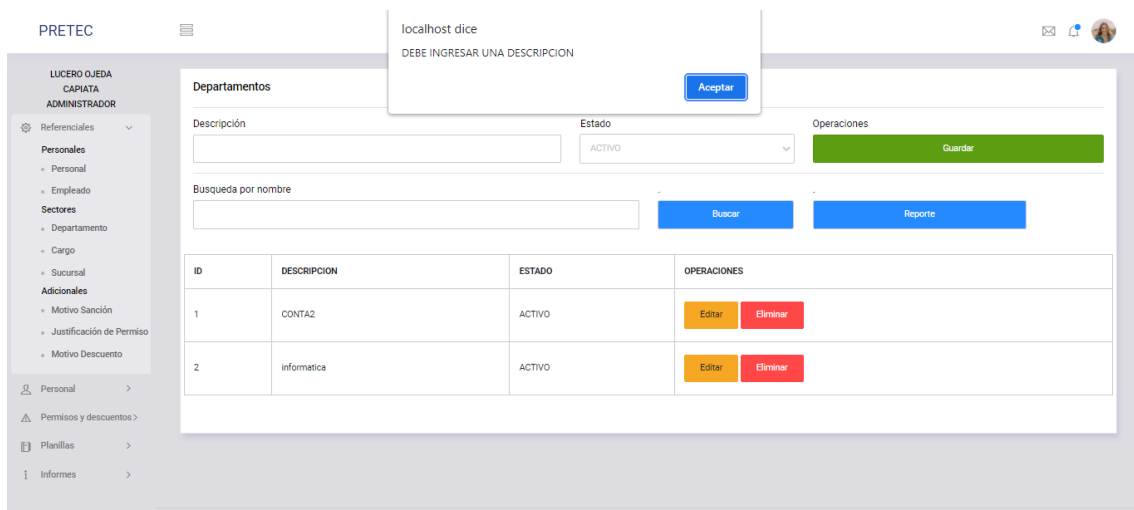 PRETEC
localhost dice
DEBE INGRESAR UNA DESCRIPCION
Aceptar
LUCERO OJEDA
CAPIATA
ADMINISTRADOR
Referenciales
Personales
Personal
Empleado
Sectores
Departamento
Cargo
Sucursal
Adicionales
Motivo Sanción
Justificación de Permiso
Motivo Descuento
Personal
Permisos y descuentos
Planillas
Informes
Departamentos
Descripción Estado Operaciones
ACTIVO Guardar
Busqueda por nombre . .
Buscar Reporte
ID DESCRIPCION ESTADO OPERACIONES
1 CONTA2 ACTIVO Editar Eliminar
2 informatica ACTIVO Editar Eliminar